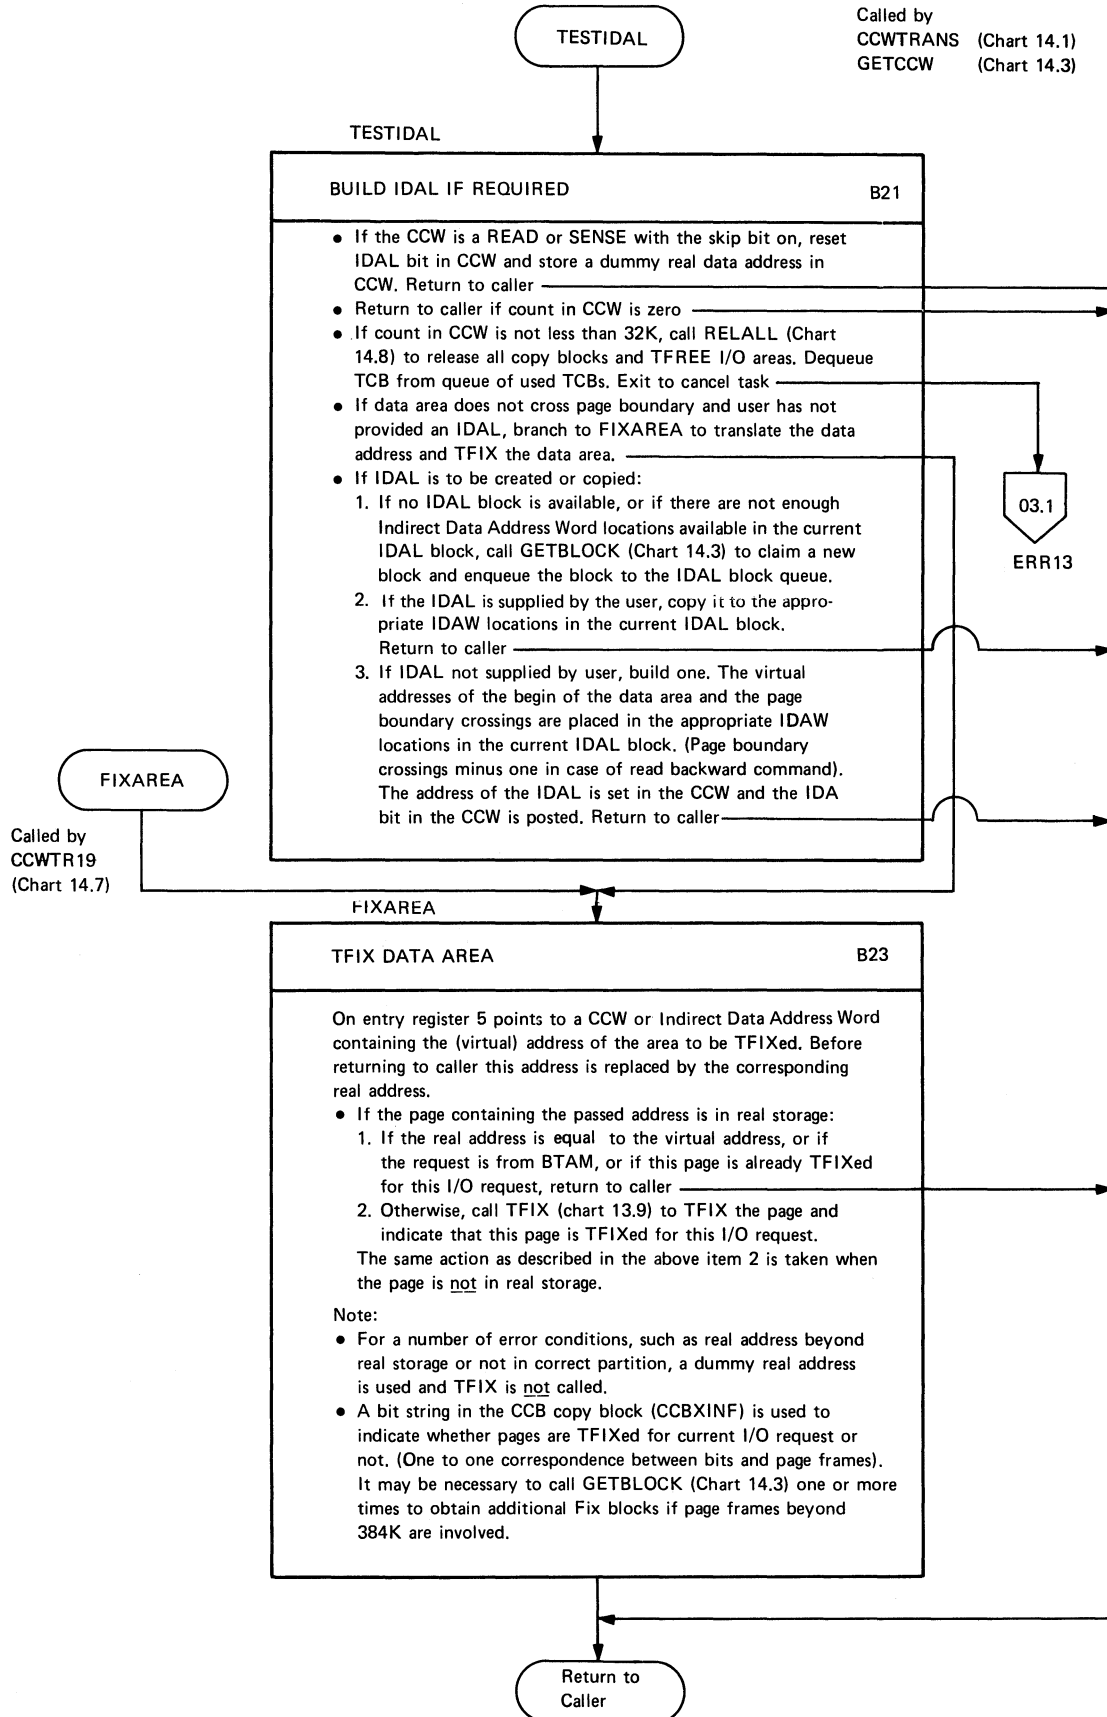 TESTIDAL
Called by
CCWTRANS (Chart 14.1)
GETCCW (Chart 14.3)
TESTIDAL
BUILD IDAL IF REQUIRED B21
• If the CCW is a READ or SENSE with the skip bit on, reset
IDAL bit in CCW and store a dummy real data address in
CCW. Return to caller
• Return to caller if count in CCW is zero
• If count in CCW is not less than 32K, call RELALL (Chart
14.8) to release all copy blocks and TFREE I/O areas. Dequeue
TCB from queue of used TCBs. Exit to cancel task
• If data area does not cross page boundary and user has not
provided an IDAL, branch to FIXAREA to translate the data
address and TFIX the data area.
• If IDAL is to be created or copied:
1. If no IDAL block is available, or if there are not enough
Indirect Data Address Word locations available in the current
IDAL block, call GETBLOCK (Chart 14.3) to claim a new
block and enqueue the block to the IDAL block queue.
2. If the IDAL is supplied by the user, copy it to the appro-
priate IDAW locations in the current IDAL block.
Return to caller
3. If IDAL not supplied by user, build one. The virtual
addresses of the begin of the data area and the page
boundary crossings are placed in the appropriate IDAW
locations in the current IDAL block. (Page boundary
crossings minus one in case of read backward command).
The address of the IDAL is set in the CCW and the IDA
bit in the CCW is posted. Return to caller
03.1
ERR13
FIXAREA
Called by
CCWTR19
(Chart 14.7)
FIXAREA
TFIX DATA AREA B23
On entry register 5 points to a CCW or Indirect Data Address Word
containing the (virtual) address of the area to be TFIXed. Before
returning to caller this address is replaced by the corresponding
real address.
• If the page containing the passed address is in real storage:
1. If the real address is equal to the virtual address, or if
the request is from BTAM, or if this page is already TFIXed
for this I/O request, return to caller
2. Otherwise, call TFIX (chart 13.9) to TFIX the page and
indicate that this page is TFIXed for this I/O request.
The same action as described in the above item 2 is taken when
the page is not in real storage.
Note:
• For a number of error conditions, such as real address beyond
real storage or not in correct partition, a dummy real address
is used and TFIX is not called.
• A bit string in the CCB copy block (CCBXINF) is used to
indicate whether pages are TFIXed for current I/O request or
not. (One to one correspondence between bits and page frames).
It may be necessary to call GETBLOCK (Chart 14.3) one or more
times to obtain additional Fix blocks if page frames beyond
384K are involved.
Return to
Caller